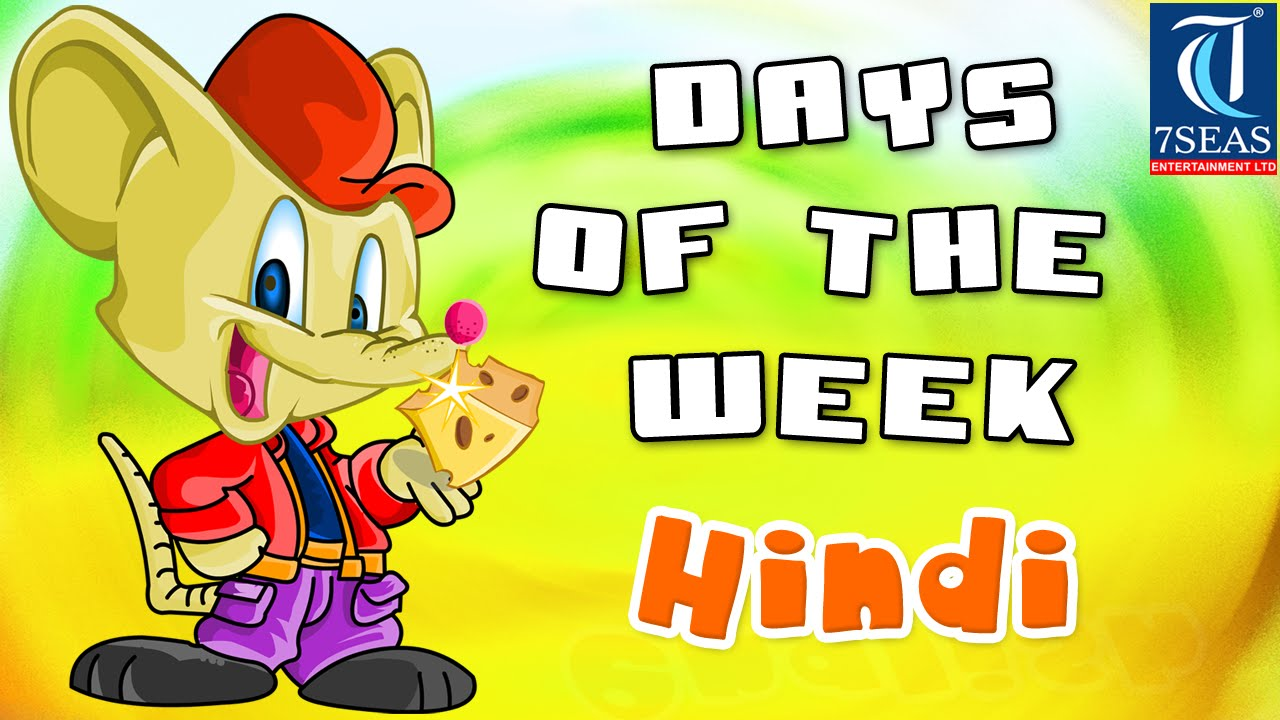 DAYS
OF THE
WEEK
Hindi
7SEAS
ENTERTAINMENT LTD
®